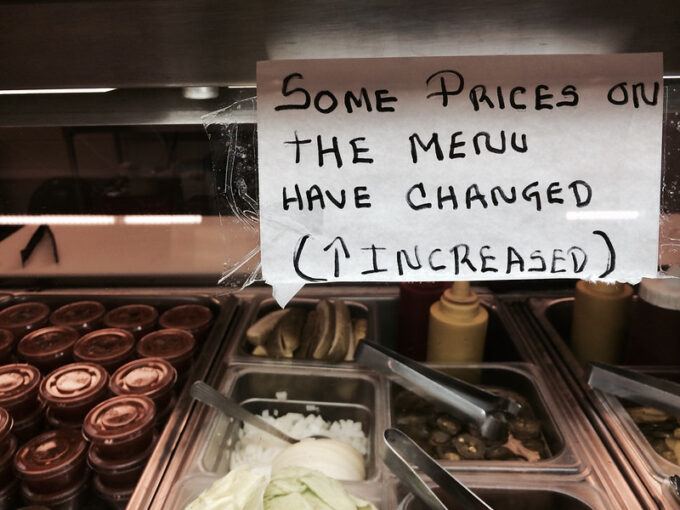 SOME PRICES ON
THE MENU
HAVE CHANGED
(↑ INCREASED)